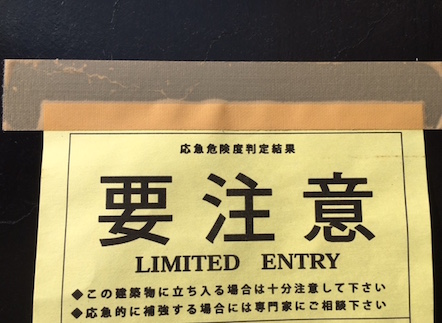 応急危険度判定結果
要注意
LIMITED ENTRY
◆この建築物に立ち入る場合は十分注意して下さい
◆応急的に補強する場合には専門家にご相談下さい